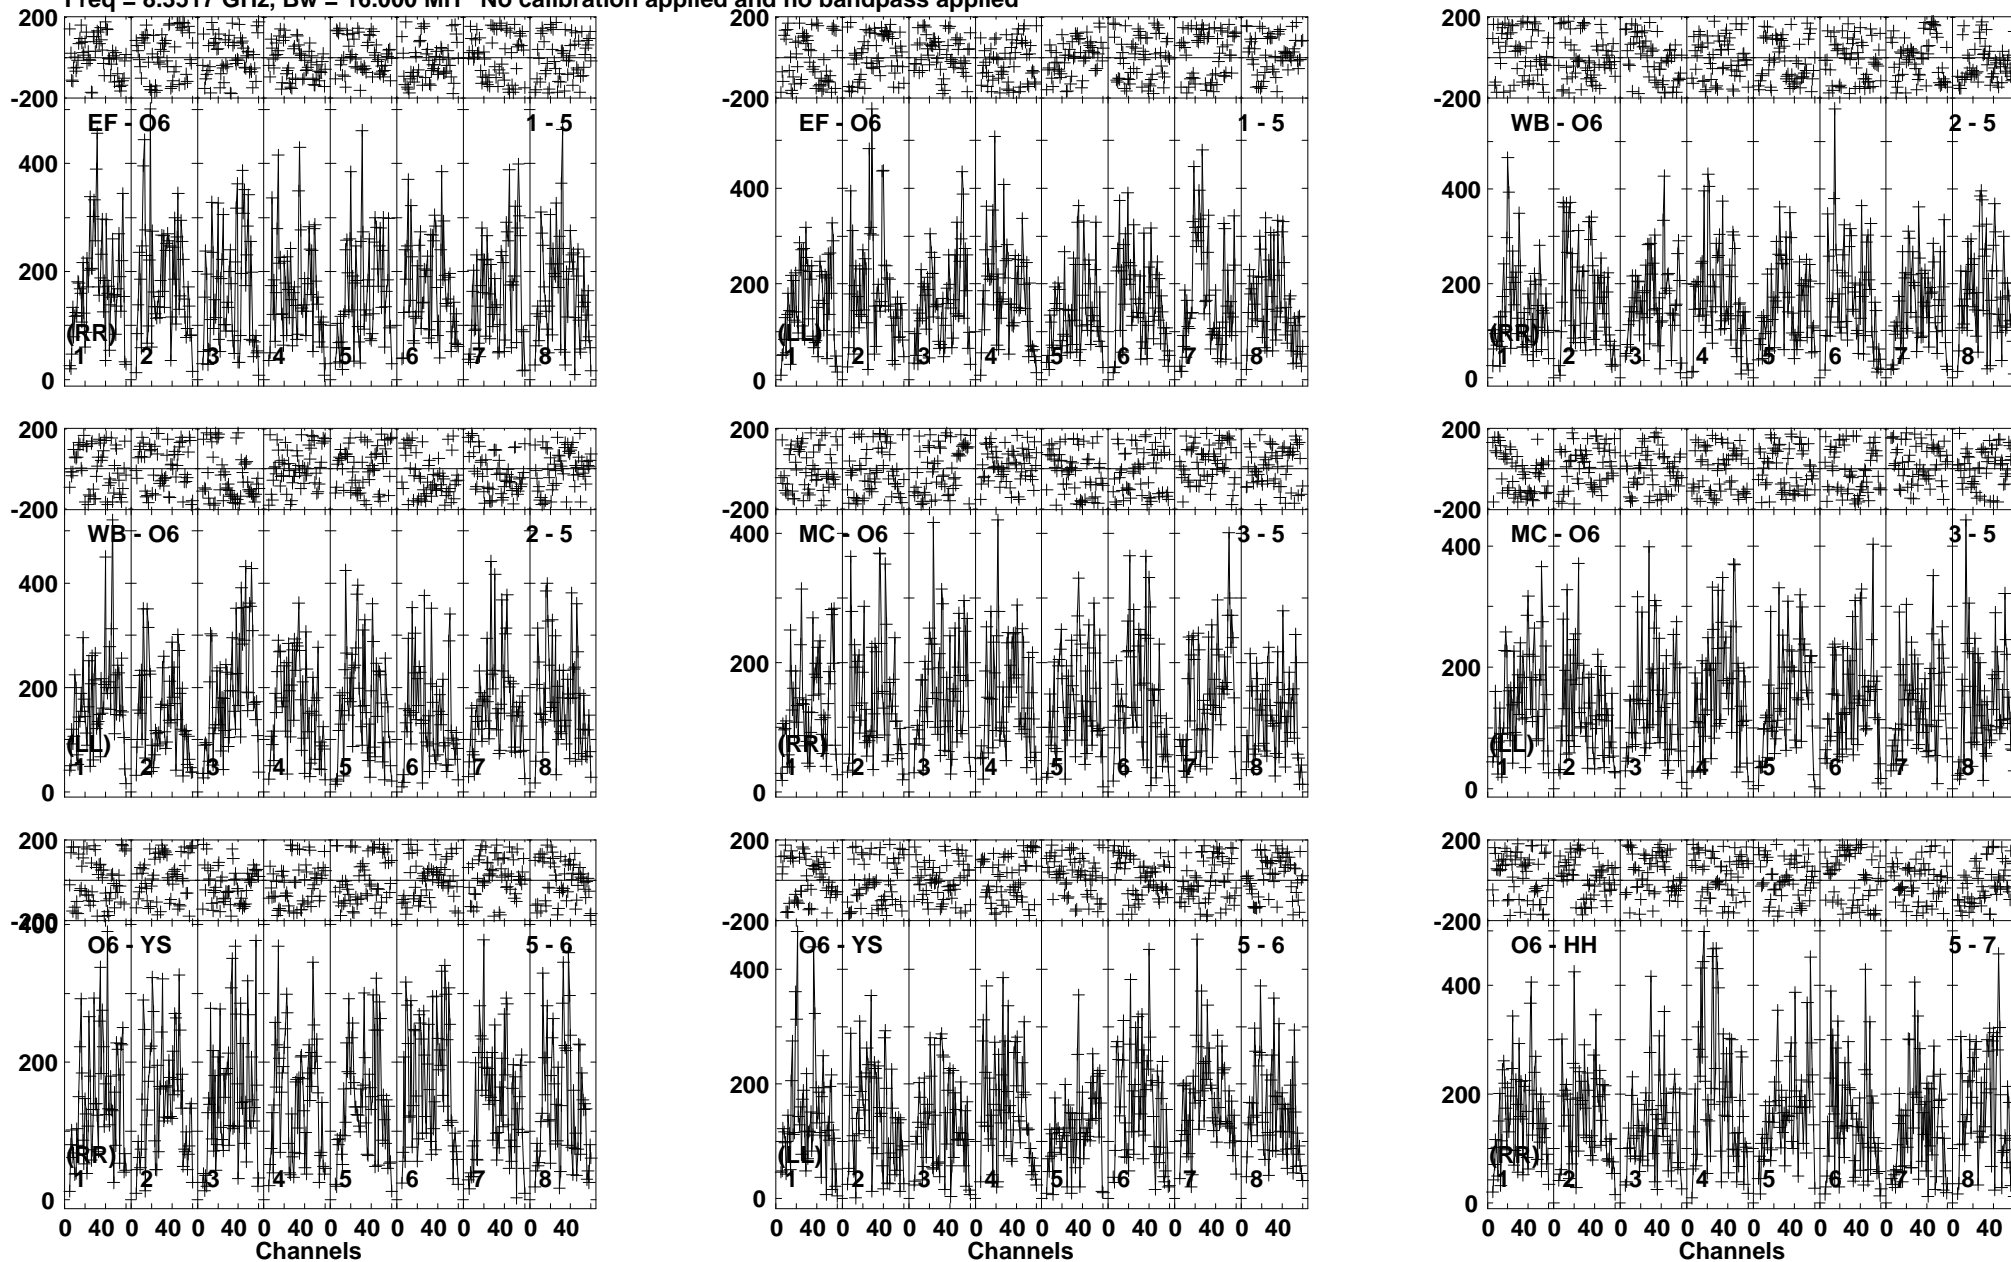 Freq = 8.3517 GHz, Bw = 16.000 MH No calibration applied and no bandpass applied
200 200 200
-200 -200 -200
EF - O6 1 - 5 EF - O6 1 - 5 WB - O6 2 - 5
400 400 400
200 200 200
(RR) (LL) (RR)
1 2 3 4 5 6 7 8 1 2 3 4 5 6 7 8 1 2 3 4 5 6 7 8
0 0 0
200 200 200
-200 -200 -200
WB - O6 2 - 5 MC - O6 3 - 5 MC - O6 3 - 5
400 400 400
200 200 200
(LL) (RR) (LL)
1 2 3 4 5 6 7 8 1 2 3 4 5 6 7 8 1 2 3 4 5 6 7 8
0 0 0
200 200 200
-200 -200 -200
400
O6 - YS 5 - 6 O6 - YS 5 - 6 O6 - HH 5 - 7
400 400
200 200 200
(RR) (LL) (RR)
1 2 3 4 5 6 7 8 1 2 3 4 5 6 7 8 1 2 3 4 5 6 7 8
0 0 0
0 40 0 40 0 40 0 40 0 40 0 40 0 40 0 40 0 40 0 40 0 40 0 40 0 40 0 40 0 40 0 40 0 40 0 40 0 40 0 40 0 40 0 40 0 40 0 40
Channels Channels Channels